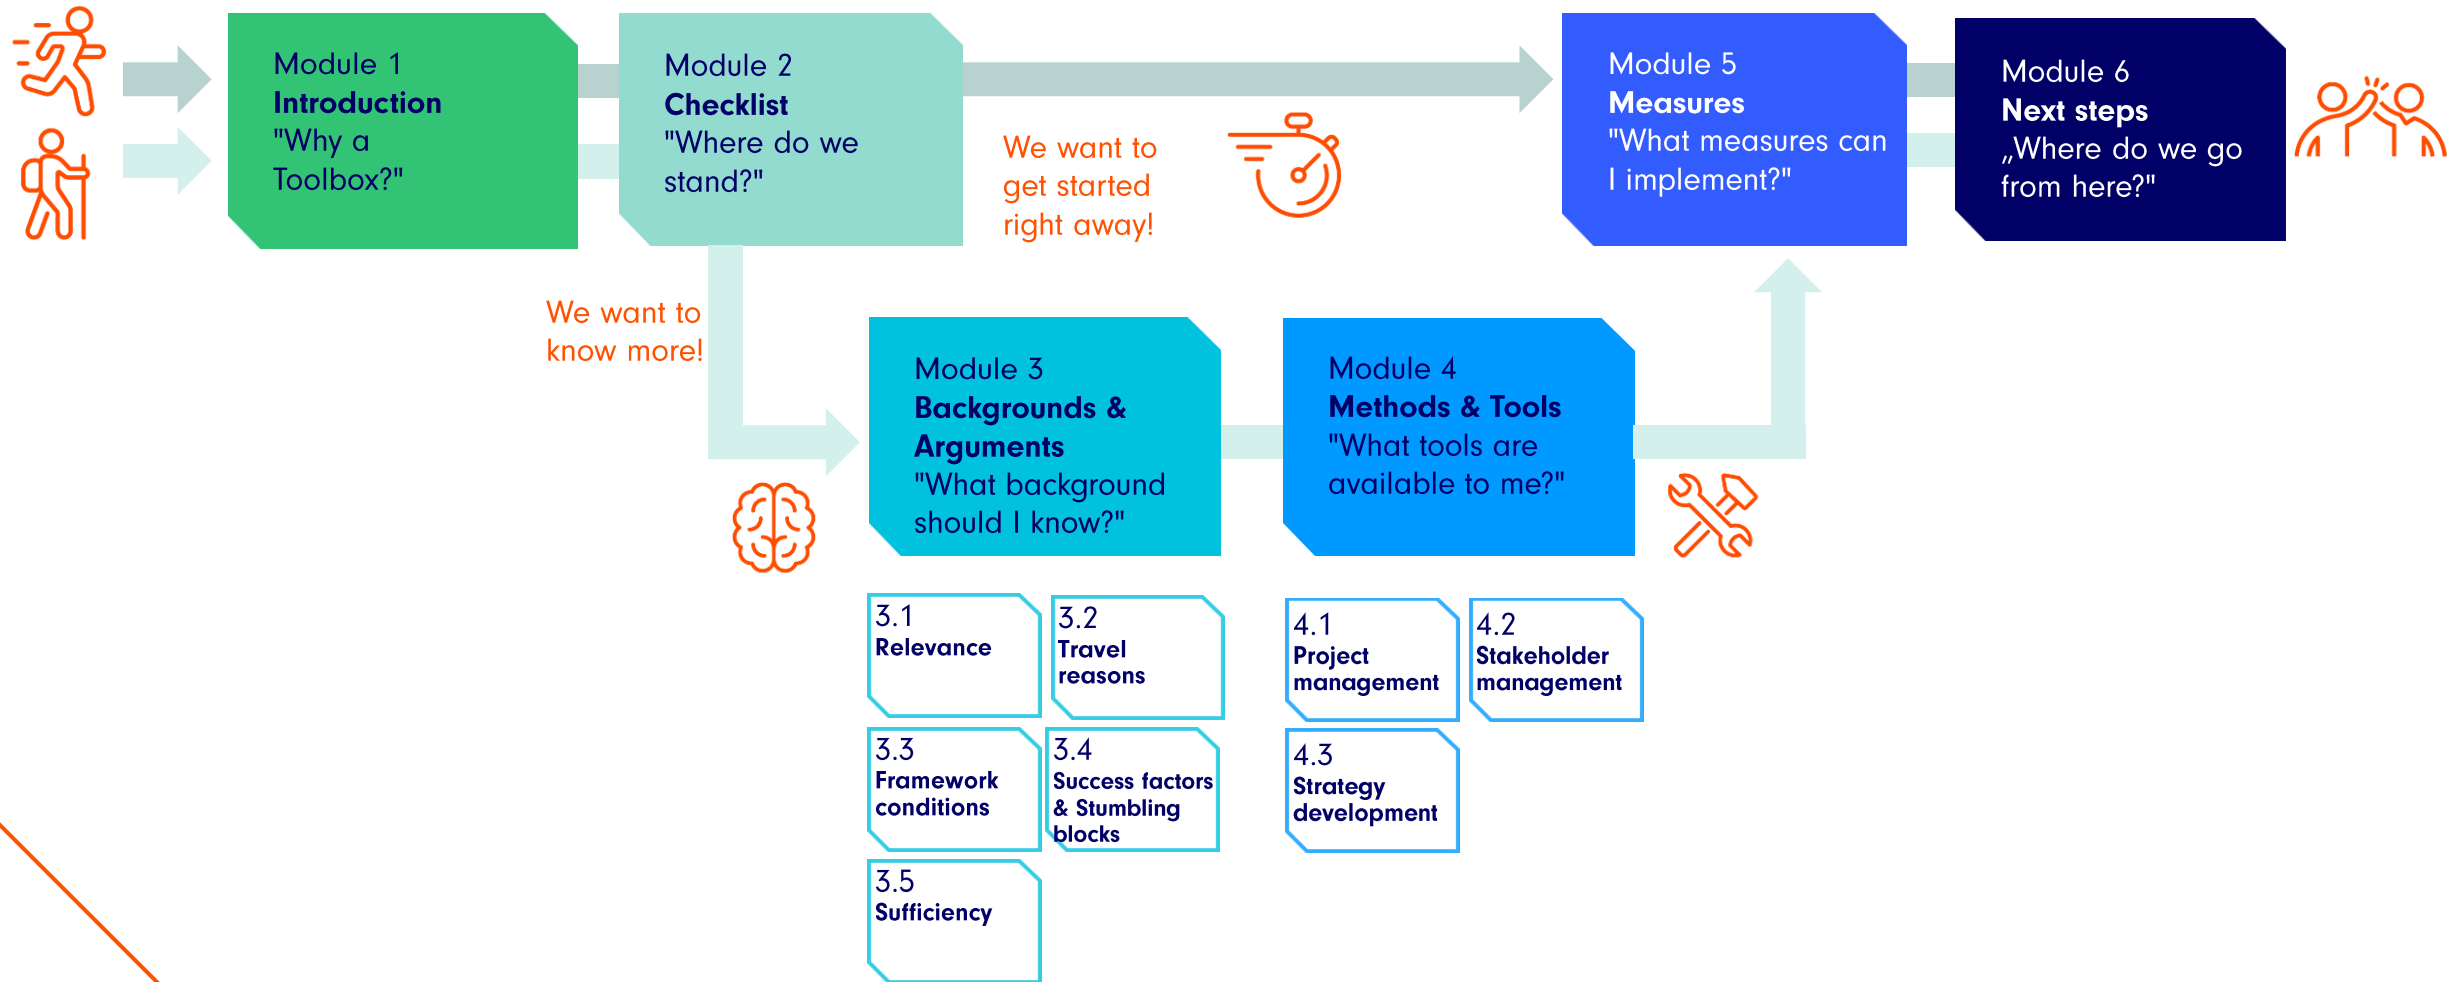 Module 1
Introduction
"Why a
Toolbox?"
Module 2
Checklist
"Where do we
stand?"
We want to
get started
right away!
Module 5
Measures
"What measures can
I implement?"
Module 6
Next steps
„Where do we go
from here?"
We want to
know more!
Module 3
Backgrounds &
Arguments
"What background
should I know?"
Module 4
Methods & Tools
"What tools are
available to me?"
3.1
Relevance
3.2
Travel
reasons
3.3
Framework
conditions
3.4
Success factors
& Stumbling
blocks
3.5
Sufficiency
4.1
Project
management
4.2
Stakeholder
management
4.3
Strategy
development